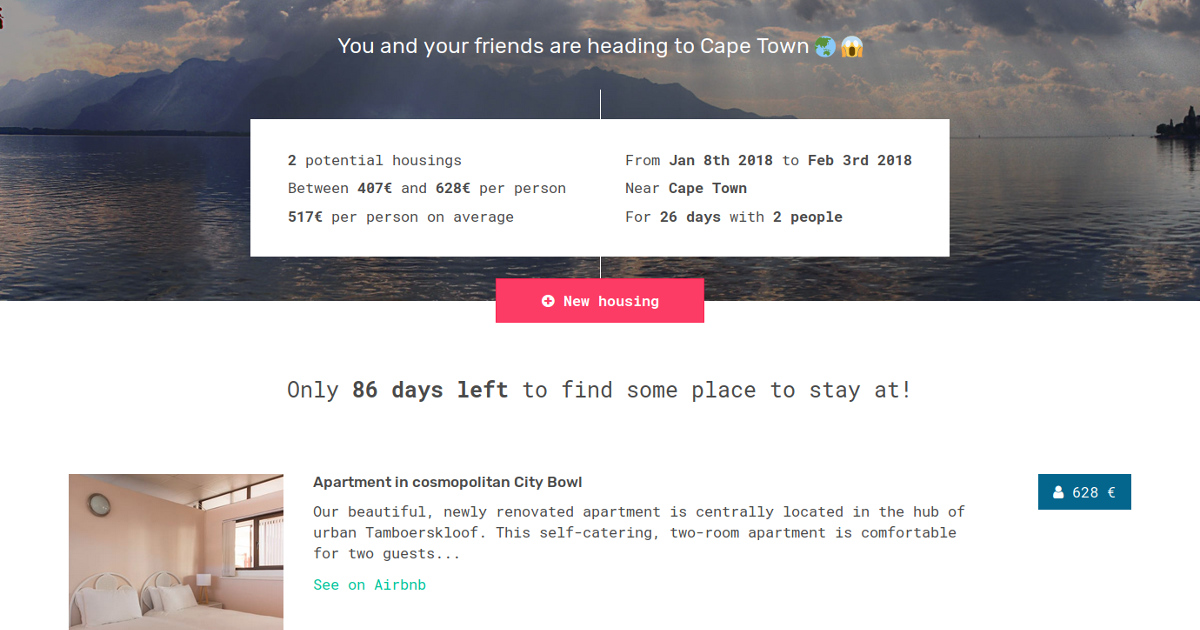 You and your friends are heading to Cape Town 🌏 😱
2 potential housings
Between 407€ and 628€ per person
517€ per person on average
From Jan 8th 2018 to Feb 3rd 2018
Near Cape Town
For 26 days with 2 people
New housing
Only 86 days left to find some place to stay at!
Apartment in cosmopolitan City Bowl
628 €
Our beautiful, newly renovated apartment is centrally located in the hub of
urban Tamboerskloof. This self-catering, two-room apartment is comfortable
for two guests...
See on Airbnb